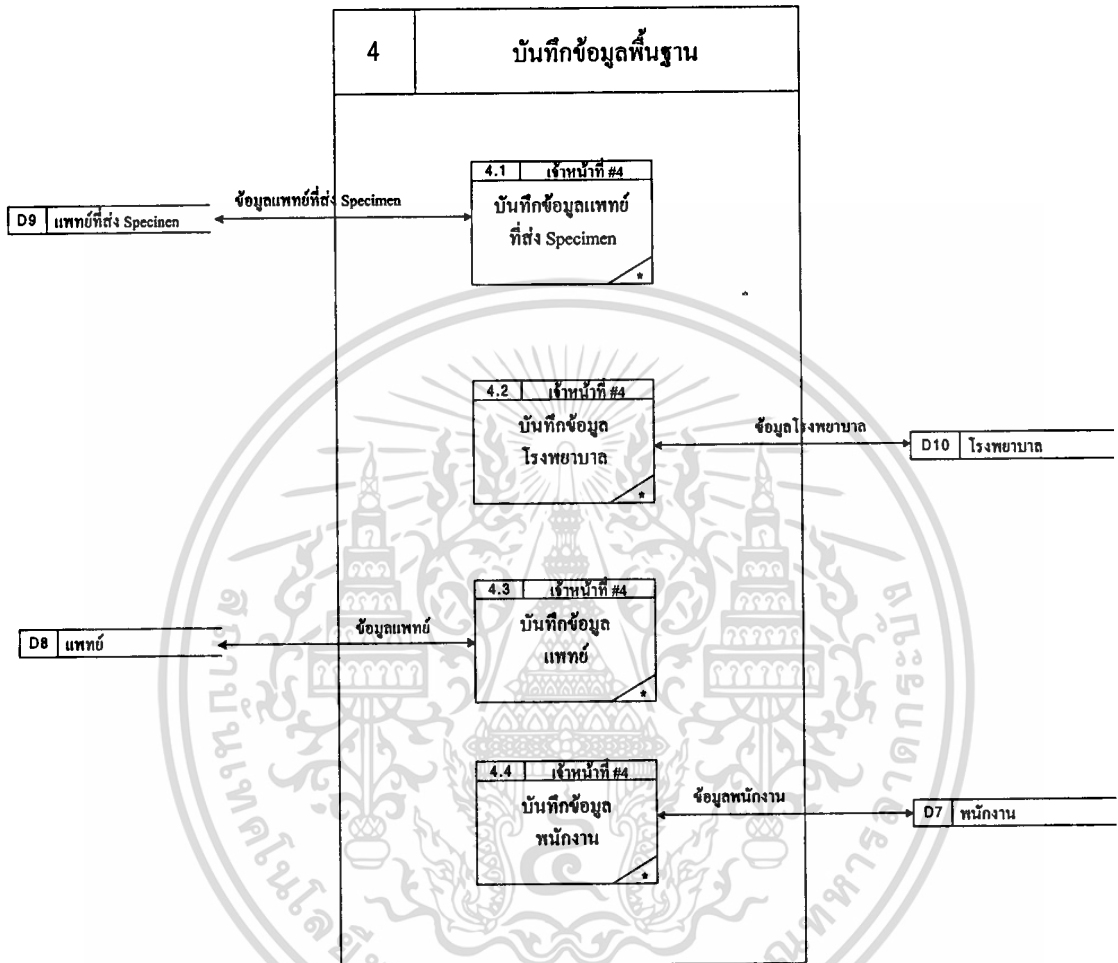 4 บันทึกข้อมูลพื้นฐาน
4.1 เจ้าหน้าที่ #4
บันทึกข้อมูลแพทย์
ที่ส่ง Specimen
*
ข้อมูลแพทย์ที่ส่ง Specimen
D9 แพทย์ที่ส่ง Specinen
4.2 เจ้าหน้าที่ #4
บันทึกข้อมูล
โรงพยาบาล
*
ข้อมูลโรงพยาบาล
D10 โรงพยาบาล
4.3 เจ้าหน้าที่ #4
บันทึกข้อมูล
แพทย์
*
ข้อมูลแพทย์
D8 แพทย์
4.4 เจ้าหน้าที่ #4
บันทึกข้อมูล
พนักงาน
*
ข้อมูลพนักงาน
D7 พนักงาน